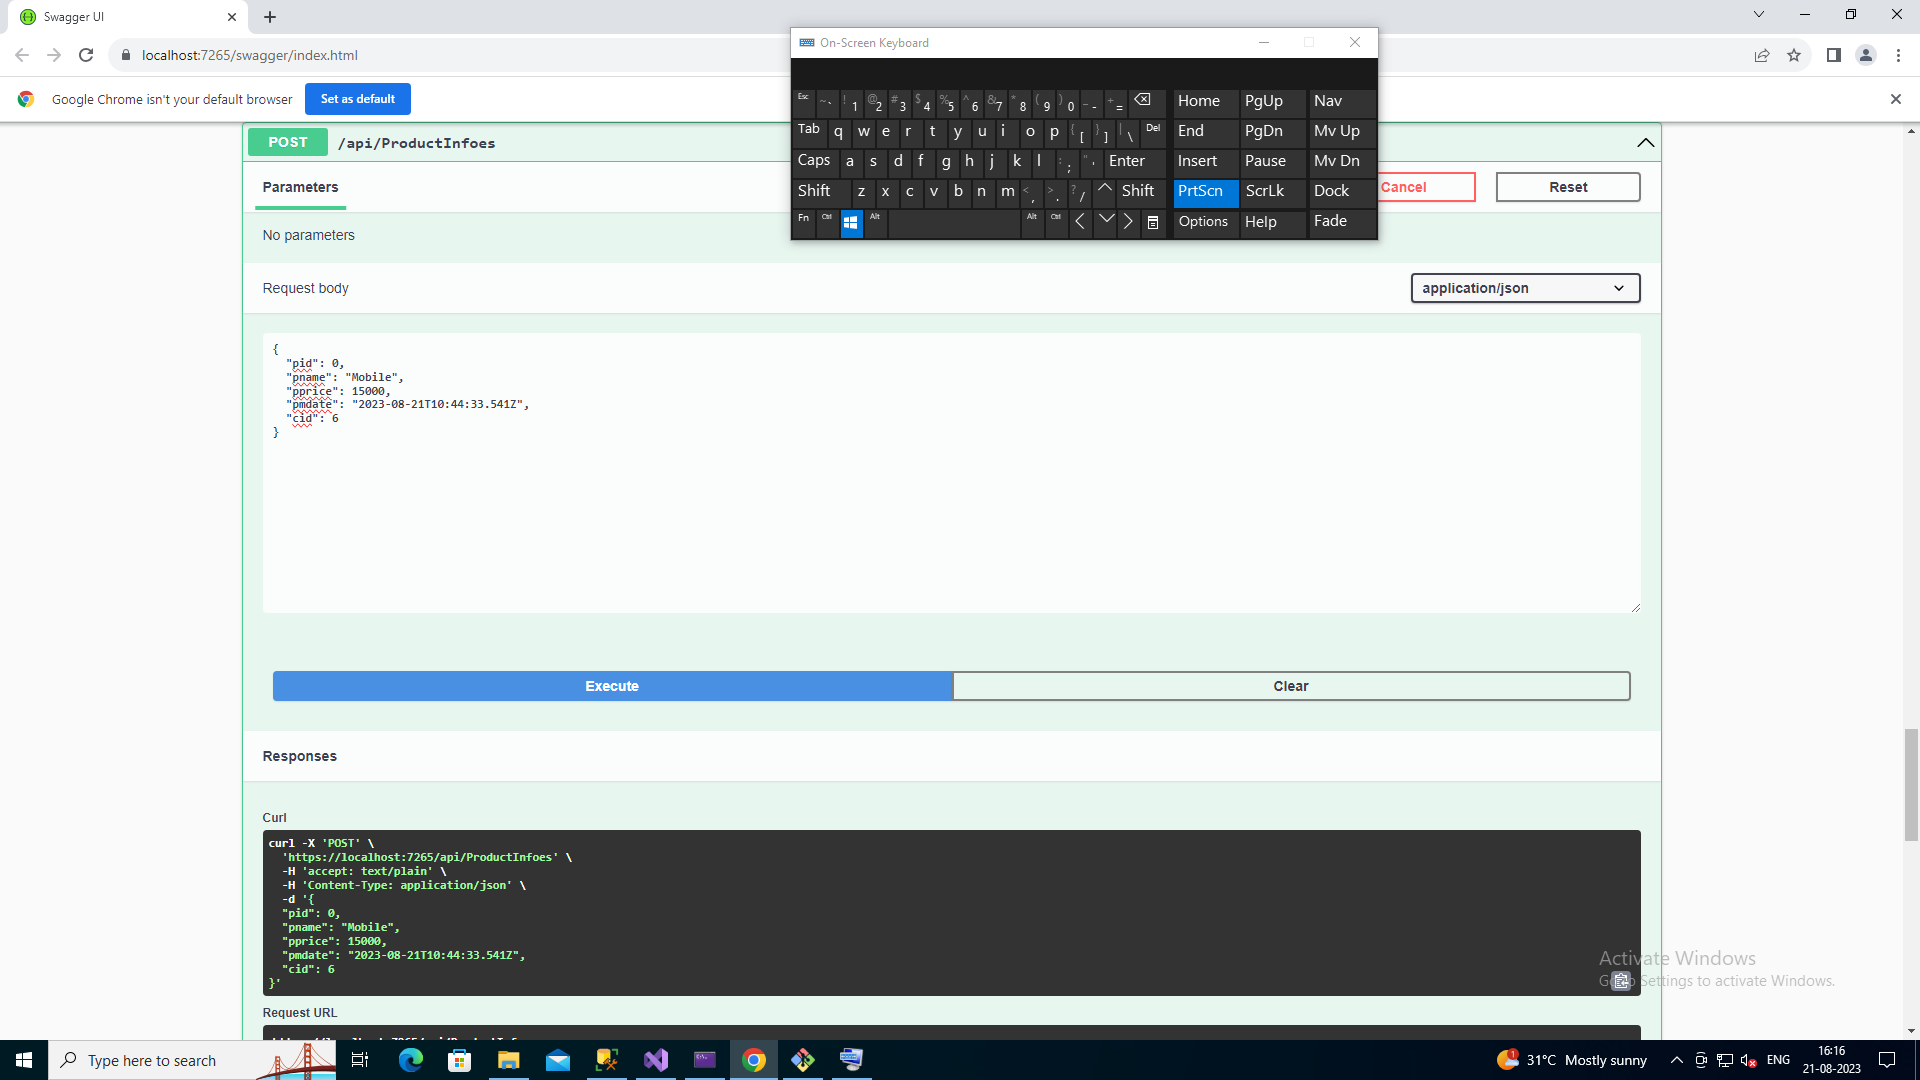 Swagger UI
localhost:7265/swagger/index.html
Google Chrome isn't your default browser
Set as default
On-Screen Keyboard
Esc ~ ` ! 1 @ 2 # 3 $ 4 % 5 ^ 6 & 7 * 8 ( 9 ) 0 _ - + =
Home PgUp Nav
Tab q w e r t y u i o p { [ } ] | \ Del
End PgDn Mv Up
Caps a s d f g h j k l : ; " ' Enter
Insert Pause Mv Dn
Shift z x c v b n m < , > . ? / Shift
PrtScn ScrLk Dock
Fn Ctrl Alt Alt Ctrl
Options Help Fade
POST /api/ProductInfoes
Parameters
Cancel
Reset
No parameters
Request body
application/json
{
"pid": 0,
"pname": "Mobile",
"pprice": 15000,
"pmdate": "2023-08-21T10:44:33.541Z",
"cid": 6
}
Execute
Clear
Responses
Curl
curl -X 'POST' \
'https://localhost:7265/api/ProductInfoes' \
-H 'accept: text/plain' \
-H 'Content-Type: application/json' \
-d '{
"pid": 0,
"pname": "Mobile",
"pprice": 15000,
"pmdate": "2023-08-21T10:44:33.541Z",
"cid": 6
}'
Request URL
Activate Windows
Settings to activate Windows.
Type here to search
31°C Mostly sunny
ENG
16:16
21-08-2023